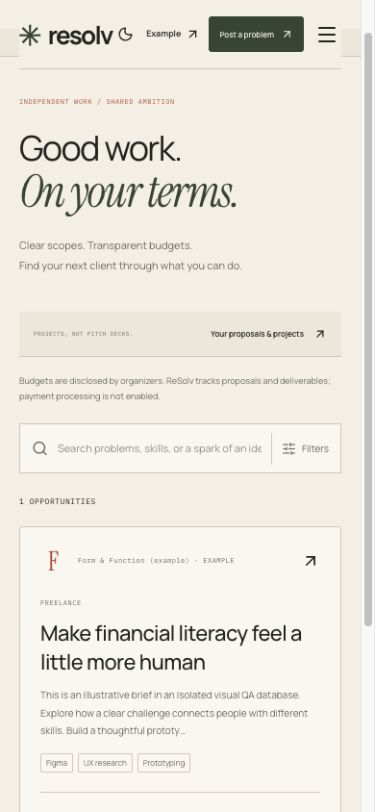 resolv
Example
Post a problem
INDEPENDENT WORK / SHARED AMBITION
Good work.
On your terms.
Clear scopes. Transparent budgets.
Find your next client through what you can do.
PROJECTS, NOT PITCH DECKS.
Your proposals & projects
Budgets are disclosed by organizers. ReSolv tracks proposals and deliverables;
payment processing is not enabled.
Search problems, skills, or a spark of an ide
Filters
1 OPPORTUNITIES
F
Form & Function (example) · EXAMPLE
FREELANCE
Make financial literacy feel a
little more human
This is an illustrative brief in an isolated visual QA database.
Explore how a clear challenge connects people with different
skills. Build a thoughtful prototy…
Figma
UX research
Prototyping